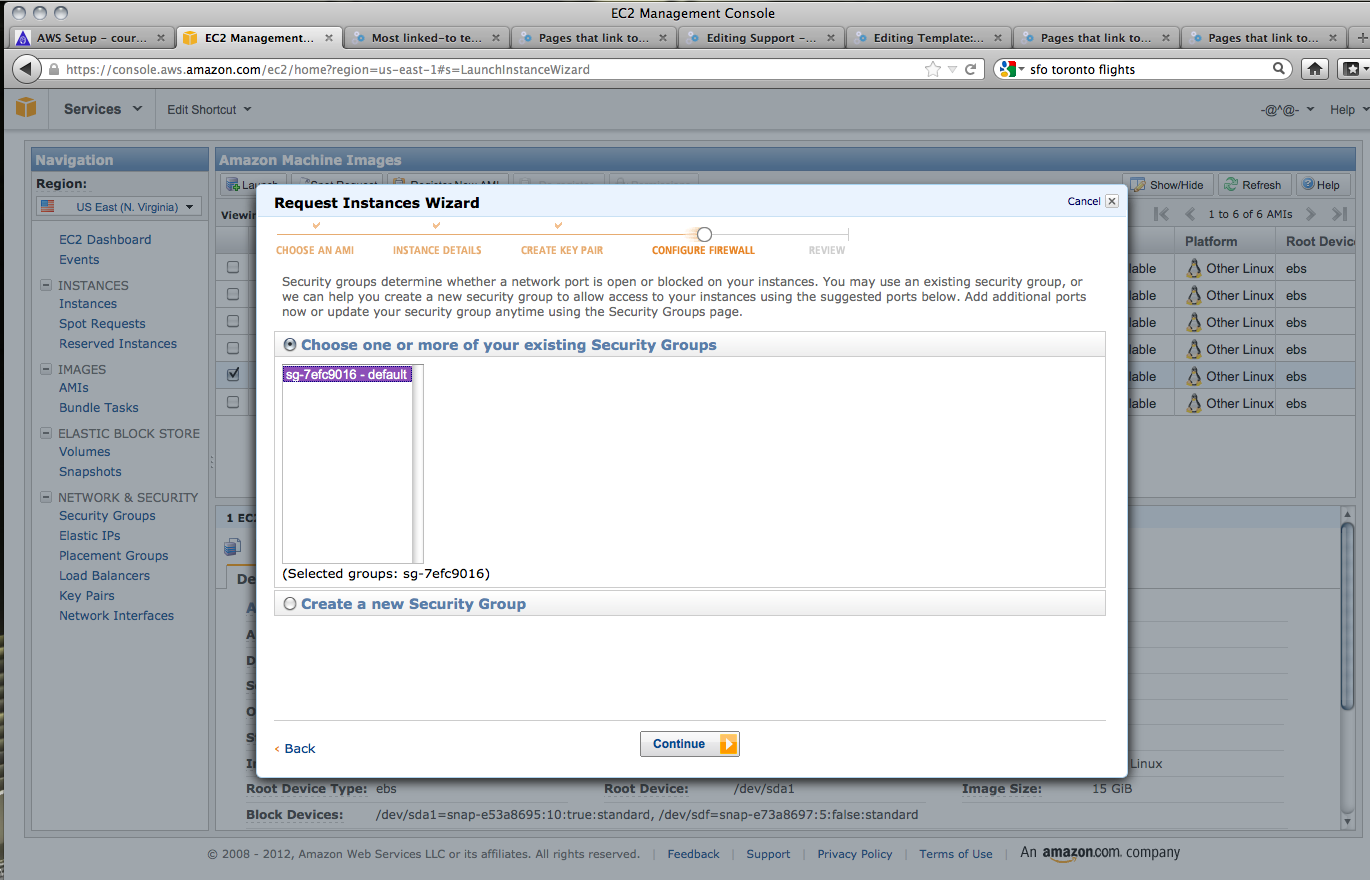 EC2 Management Console
AWS Setup – cour...
EC2 Management...
Most linked-to te...
Pages that link to...
Editing Support –...
Editing Template:...
Pages that link to...
Pages that link to...
https://console.aws.amazon.com/ec2/home?region=us-east-1#s=LaunchInstanceWizard
sfo toronto flights
Services
Edit Shortcut
-@^@-
Help
Navigation
Region:
US East (N. Virginia)
EC2 Dashboard
Events
INSTANCES
Instances
Spot Requests
Reserved Instances
IMAGES
AMIs
Bundle Tasks
ELASTIC BLOCK STORE
Volumes
Snapshots
NETWORK & SECURITY
Security Groups
Elastic IPs
Placement Groups
Load Balancers
Key Pairs
Network Interfaces
Amazon Machine Images
Launch
Spot Request
Register New AMI
Show/Hide
Refresh
Help
Viewing
1 to 6 of 6 AMIs
Platform
Root Device
lable Other Linux ebs
lable Other Linux ebs
lable Other Linux ebs
lable Other Linux ebs
lable Other Linux ebs
lable Other Linux ebs
Request Instances Wizard
Cancel
CHOOSE AN AMI
INSTANCE DETAILS
CREATE KEY PAIR
CONFIGURE FIREWALL
REVIEW
Security groups determine whether a network port is open or blocked on your instances. You may use an existing security group, or
we can help you create a new security group to allow access to your instances using the suggested ports below. Add additional ports
now or update your security group anytime using the Security Groups page.
Choose one or more of your existing Security Groups
sg-7efc9016 - default
(Selected groups: sg-7efc9016)
Create a new Security Group
< Back
Continue
1 EC2
De
Linux
Root Device Type: ebs
Root Device: /dev/sda1
Image Size: 15 GiB
Block Devices: /dev/sda1=snap-e53a8695:10:true:standard, /dev/sdf=snap-e73a8697:5:false:standard
© 2008 - 2012, Amazon Web Services LLC or its affiliates. All rights reserved. | Feedback | Support | Privacy Policy | Terms of Use | An amazon.com. company